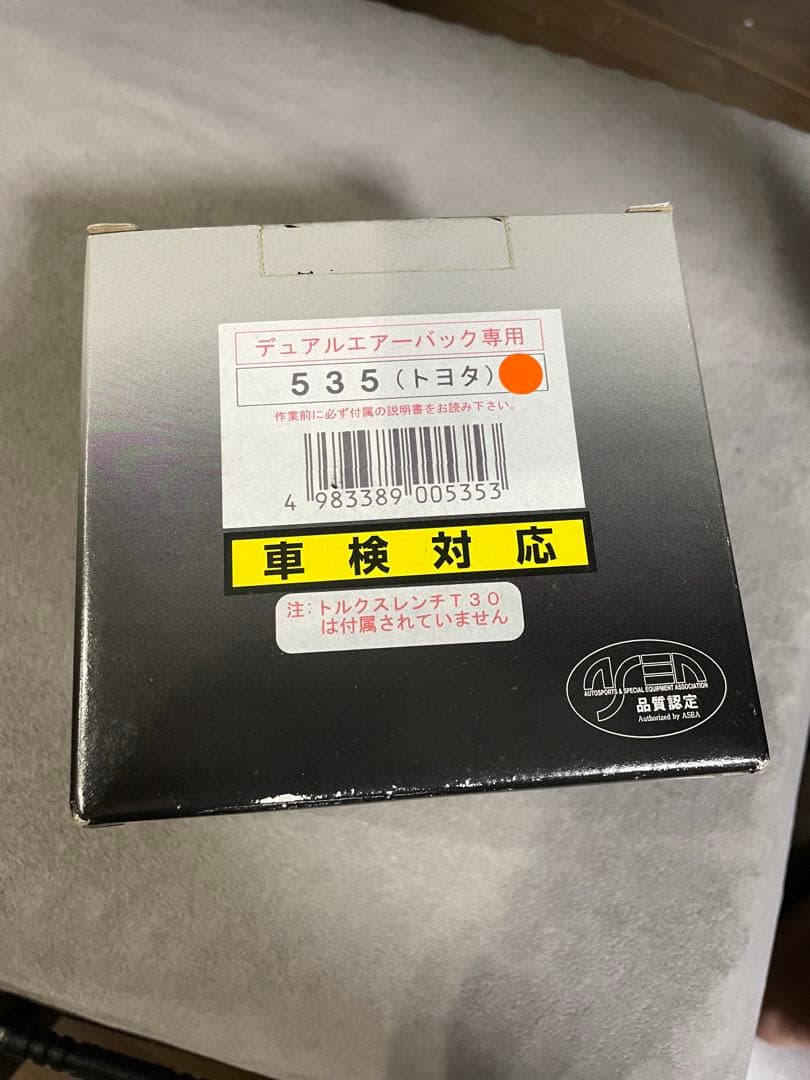 デュアルエアーバック専用
535(トヨタ)
作業前に必ず付属の説明書をお読み下さい。
4 983389 005353
車検対応
注:トルクスレンチT30
は付属されていません
ASEA
AUTOSPORTS & SPECIAL EQUIPMENT ASSOCIATION
品質認定
Authorized by ASEA